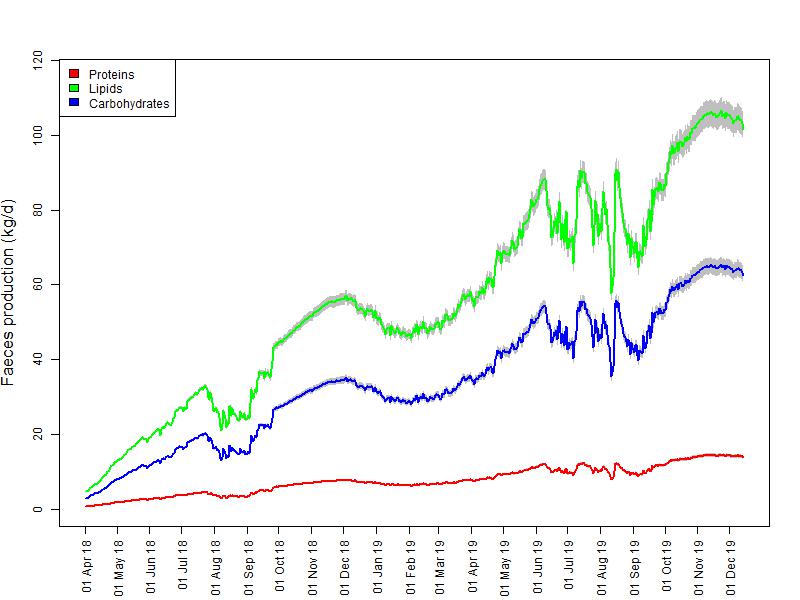 Faeces production (kg/d)
120
100
80
60
40
20
0
Proteins
Lipids
Carbohydrates
01 Apr 18
01 May 18
01 Jun 18
01 Jul 18
01 Aug 18
01 Sep 18
01 Oct 18
01 Nov 18
01 Dec 18
01 Jan 19
01 Feb 19
01 Mar 19
01 Apr 19
01 May 19
01 Jun 19
01 Jul 19
01 Aug 19
01 Sep 19
01 Oct 19
01 Nov 19
01 Dec 19